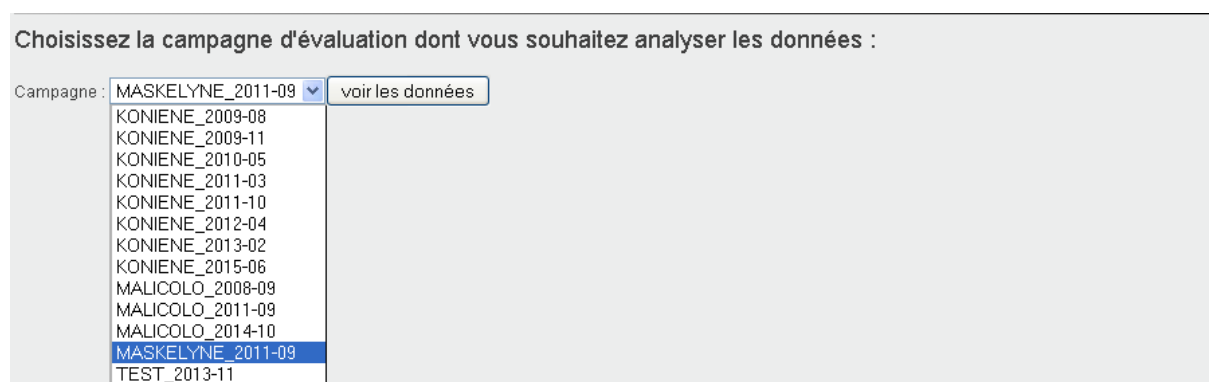 Choisissez la campagne d'évaluation dont vous souhaitez analyser les données :
Campagne : MASKELYNE_2011-09 voir les données
KONIENE_2009-08
KONIENE_2009-11
KONIENE_2010-05
KONIENE_2011-03
KONIENE_2011-10
KONIENE_2012-04
KONIENE_2013-02
KONIENE_2015-06
MALICOLO_2008-09
MALICOLO_2011-09
MALICOLO_2014-10
MASKELYNE_2011-09
TEST_2013-11